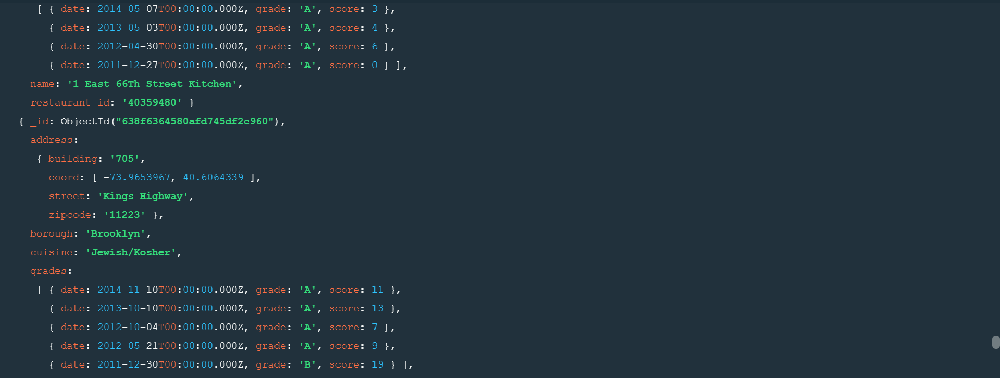 [ { date: 2014-05-07T00:00:00.000Z, grade: 'A', score: 3 },
{ date: 2013-05-03T00:00:00.000Z, grade: 'A', score: 4 },
{ date: 2012-04-30T00:00:00.000Z, grade: 'A', score: 6 },
{ date: 2011-12-27T00:00:00.000Z, grade: 'A', score: 0 } ],
name: '1 East 66Th Street Kitchen',
restaurant_id: '40359480' }
{ _id: ObjectId("638f6364580afd745df2c960"),
address:
{ building: '705',
coord: [ -73.9653967, 40.6064339 ],
street: 'Kings Highway',
zipcode: '11223' },
borough: 'Brooklyn',
cuisine: 'Jewish/Kosher',
grades:
[ { date: 2014-11-10T00:00:00.000Z, grade: 'A', score: 11 },
{ date: 2013-10-10T00:00:00.000Z, grade: 'A', score: 13 },
{ date: 2012-10-04T00:00:00.000Z, grade: 'A', score: 7 },
{ date: 2012-05-21T00:00:00.000Z, grade: 'A', score: 9 },
{ date: 2011-12-30T00:00:00.000Z, grade: 'B', score: 19 } ],